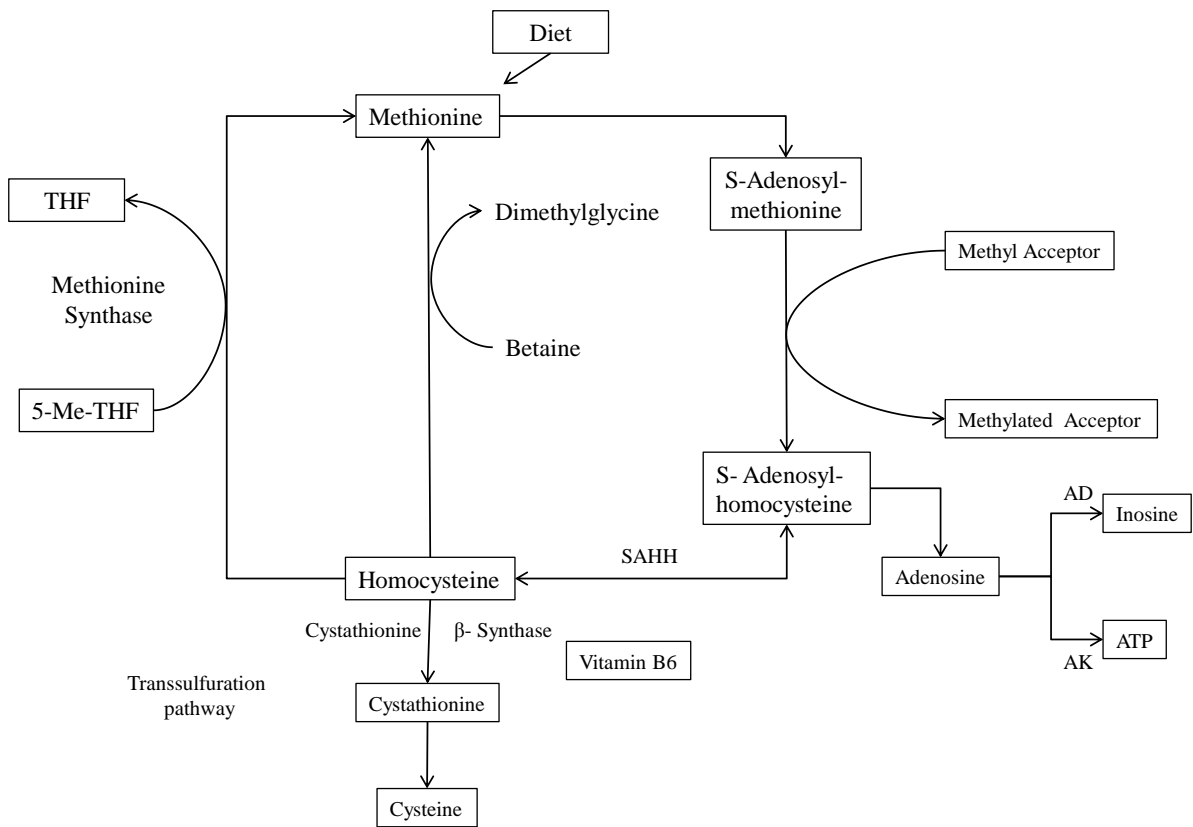 Diet
Methionine
S-Adenosyl-
methionine
THF
Dimethylglycine
Methyl Acceptor
Methionine
Synthase
Betaine
5-Me-THF
Methylated Acceptor
S- Adenosyl-
homocysteine
AD
Inosine
SAHH
Adenosine
Homocysteine
Cystathionine β- Synthase
ATP
AK
Vitamin B6
Transsulfuration
pathway
Cystathionine
Cysteine